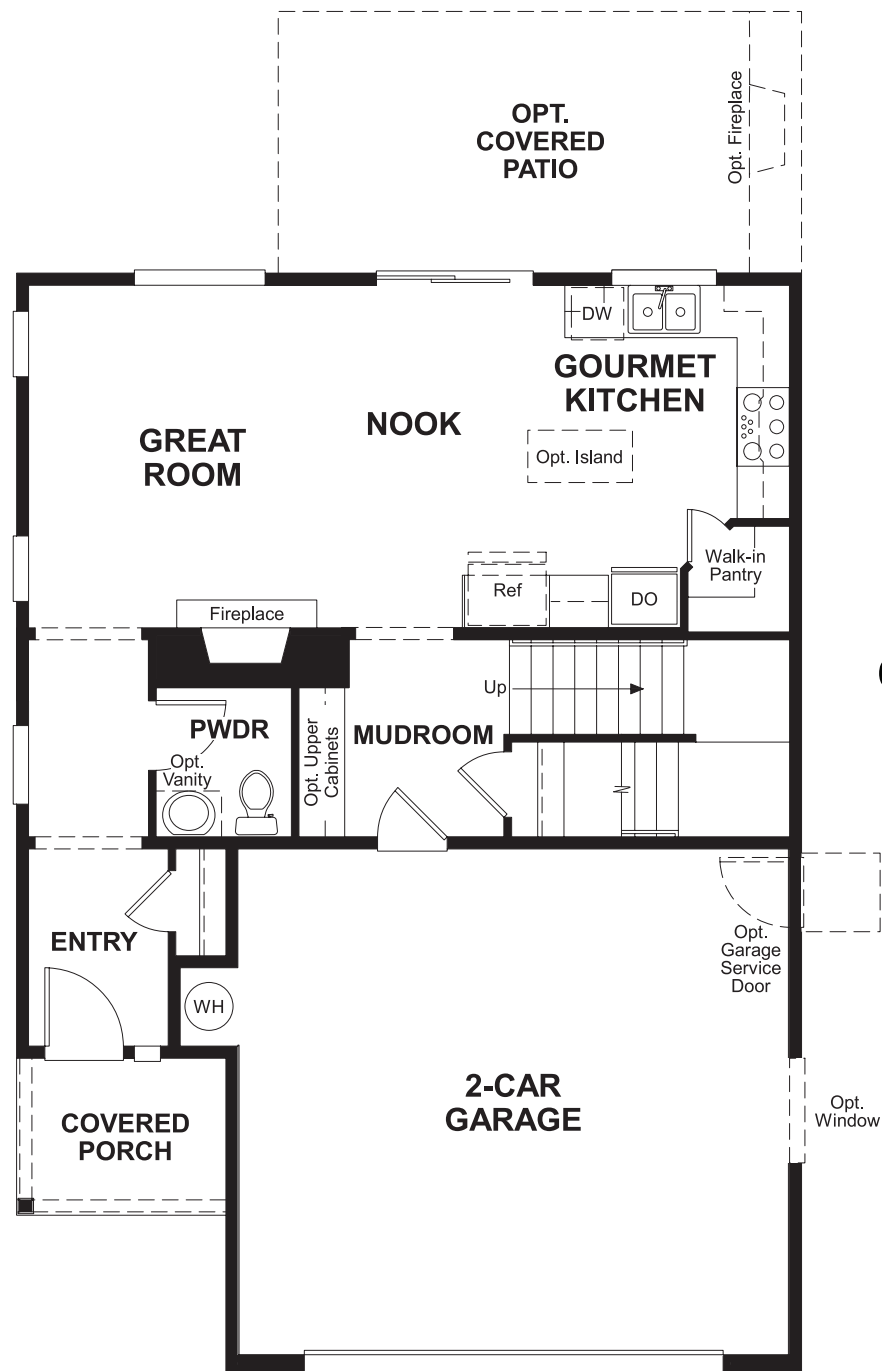 OPT.
COVERED
PATIO
Opt. Fireplace
DW
GOURMET
KITCHEN
NOOK
GREAT
ROOM
Opt. Island
Walk-in
Pantry
Ref
DO
Fireplace
Up
PWDR
MUDROOM
Opt.
Vanity
Opt. Upper
Cabinets
ENTRY
Opt.
Garage
Service
Door
WH
2-CAR
GARAGE
Opt.
Window
COVERED
PORCH